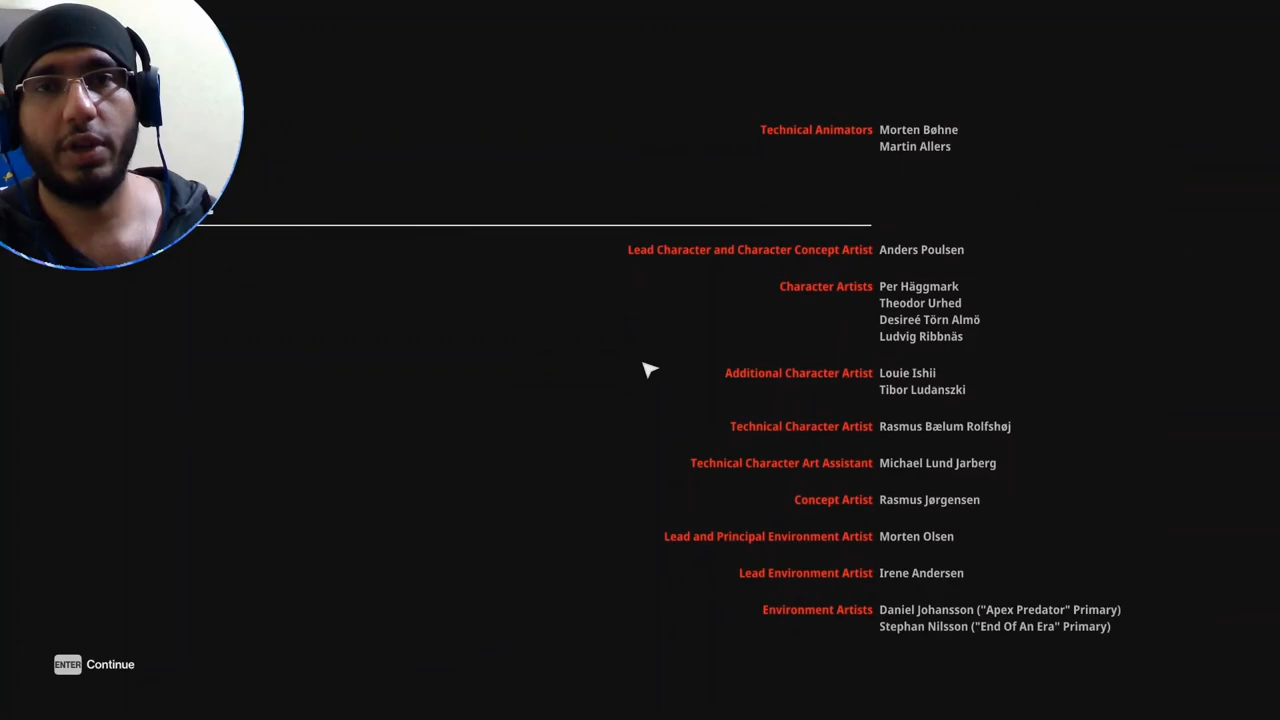 Technical Animators Morten Bøhne
Martin Allers
Lead Character and Character Concept Artist Anders Poulsen
Character Artists Per Häggmark
Theodor Urhed
Desireé Törn Almö
Ludvig Ribbnäs
Additional Character Artist Louie Ishii
Tibor Ludanszki
Technical Character Artist Rasmus Bælum Rolfshøj
Technical Character Art Assistant Michael Lund Jarberg
Concept Artist Rasmus Jørgensen
Lead and Principal Environment Artist Morten Olsen
Lead Environment Artist Irene Andersen
Environment Artists Daniel Johansson ("Apex Predator" Primary)
Stephan Nilsson ("End Of An Era" Primary)
ENTER Continue